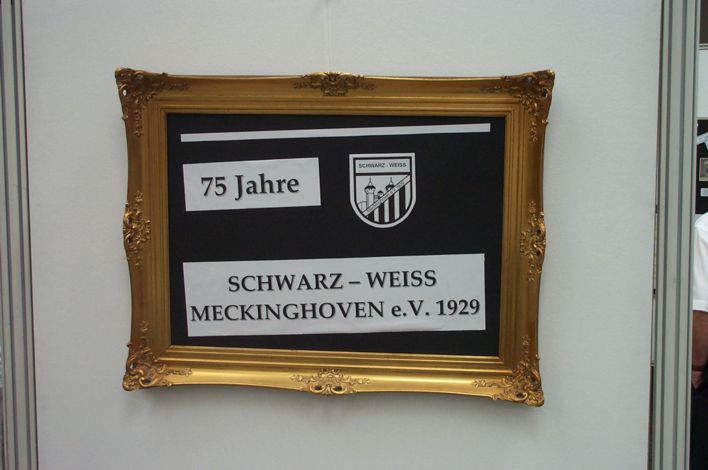 75 Jahre
SCHWARZ - WEISS
SCHWARZ – WEISS
MECKINGHOVEN e.V. 1929